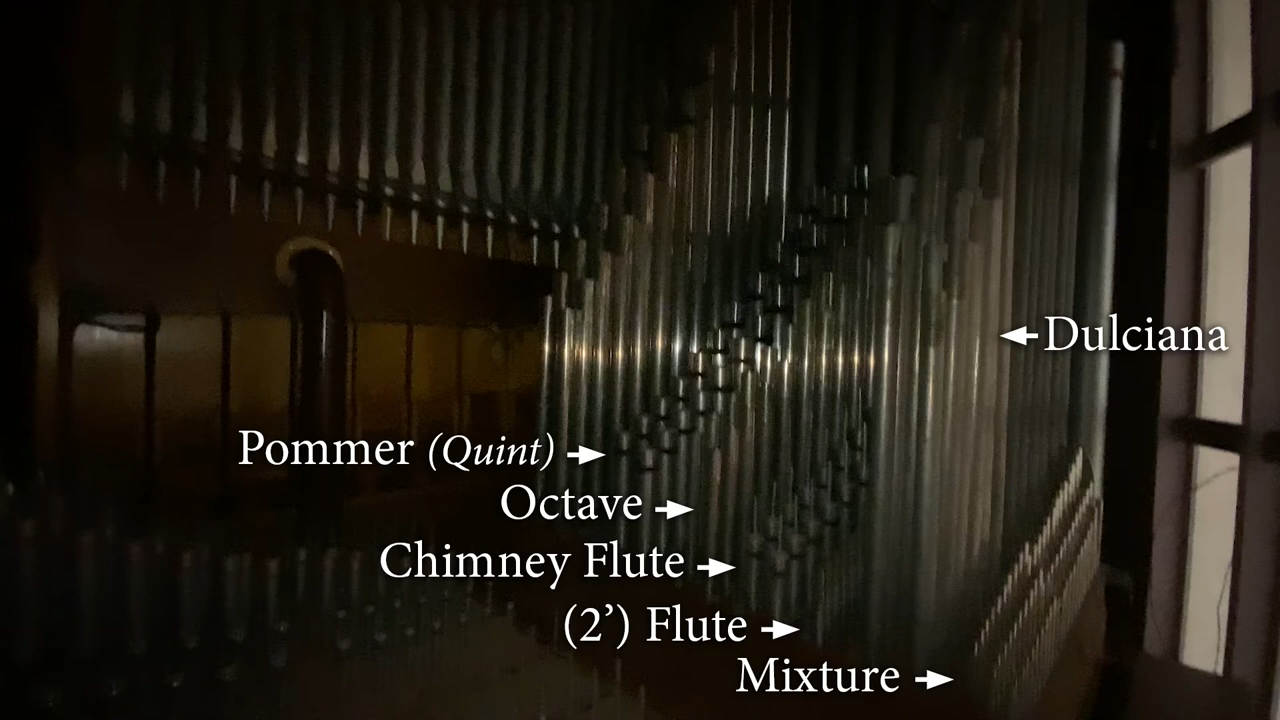 Dulciana
Pommer (Quint)
Octave
Chimney Flute
(2’) Flute
Mixture